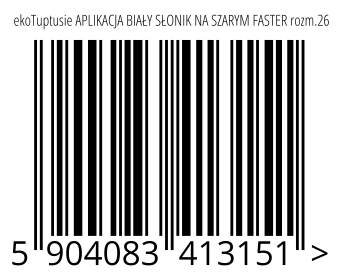 ekoTuptusie APLIKACJA BIAŁY SŁONIK NA SZARYM FASTER rozm.26
5 904083 413151 >